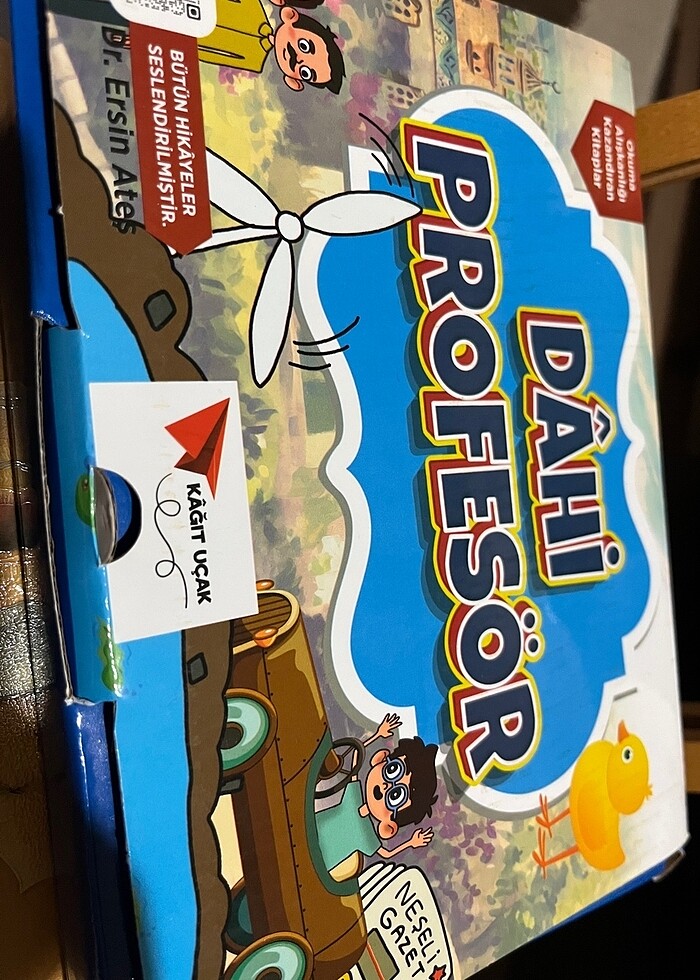 Okuma
Alışkanlığı
Kazandıran
Kitaplar
DÂHİ
PROFESÖR
BÜTÜN HİKÂYELER
SESLENDİRİLMİŞTİR.
Dr. Ersin Ateş
KÂĞIT UÇAK
NEŞELİ
GAZET